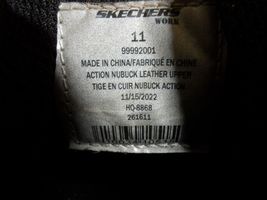 SKECHERS
WORK
11
99992001
MADE IN CHINA/FABRIQUÉ EN CHINE
ACTION NUBUCK LEATHER UPPER
TIGE EN CUIR NUBUCK ACTION
11/15/2022
HQ-8868
261611